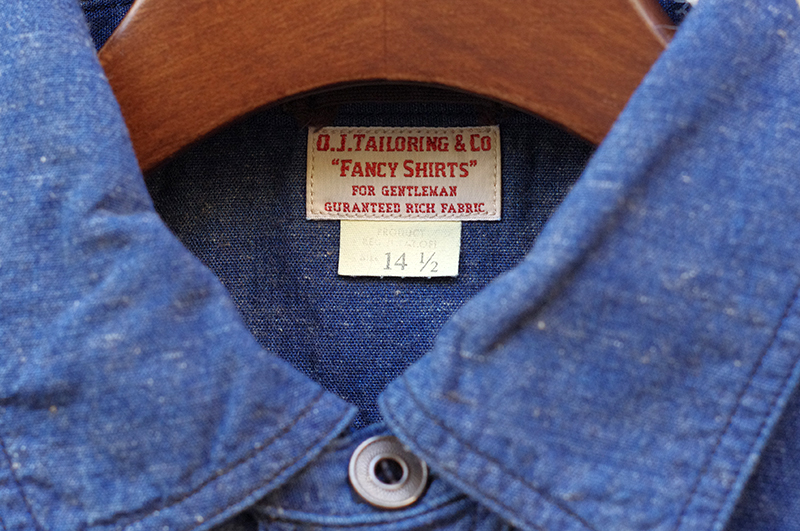 O.J.TAILORING & CO
"FANCY SHIRTS"
FOR GENTLEMAN
GURANTEED RICH FABRIC.
PRODUCT
14 ½